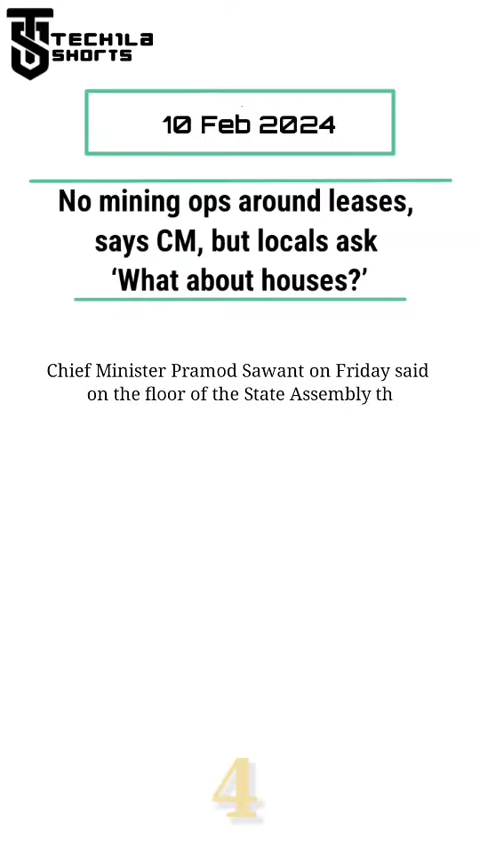 TECH1LA
SHORTS
10 Feb 2024
No mining ops around leases,
says CM, but locals ask
‘What about houses?’
Chief Minister Pramod Sawant on Friday said
on the floor of the State Assembly th
4